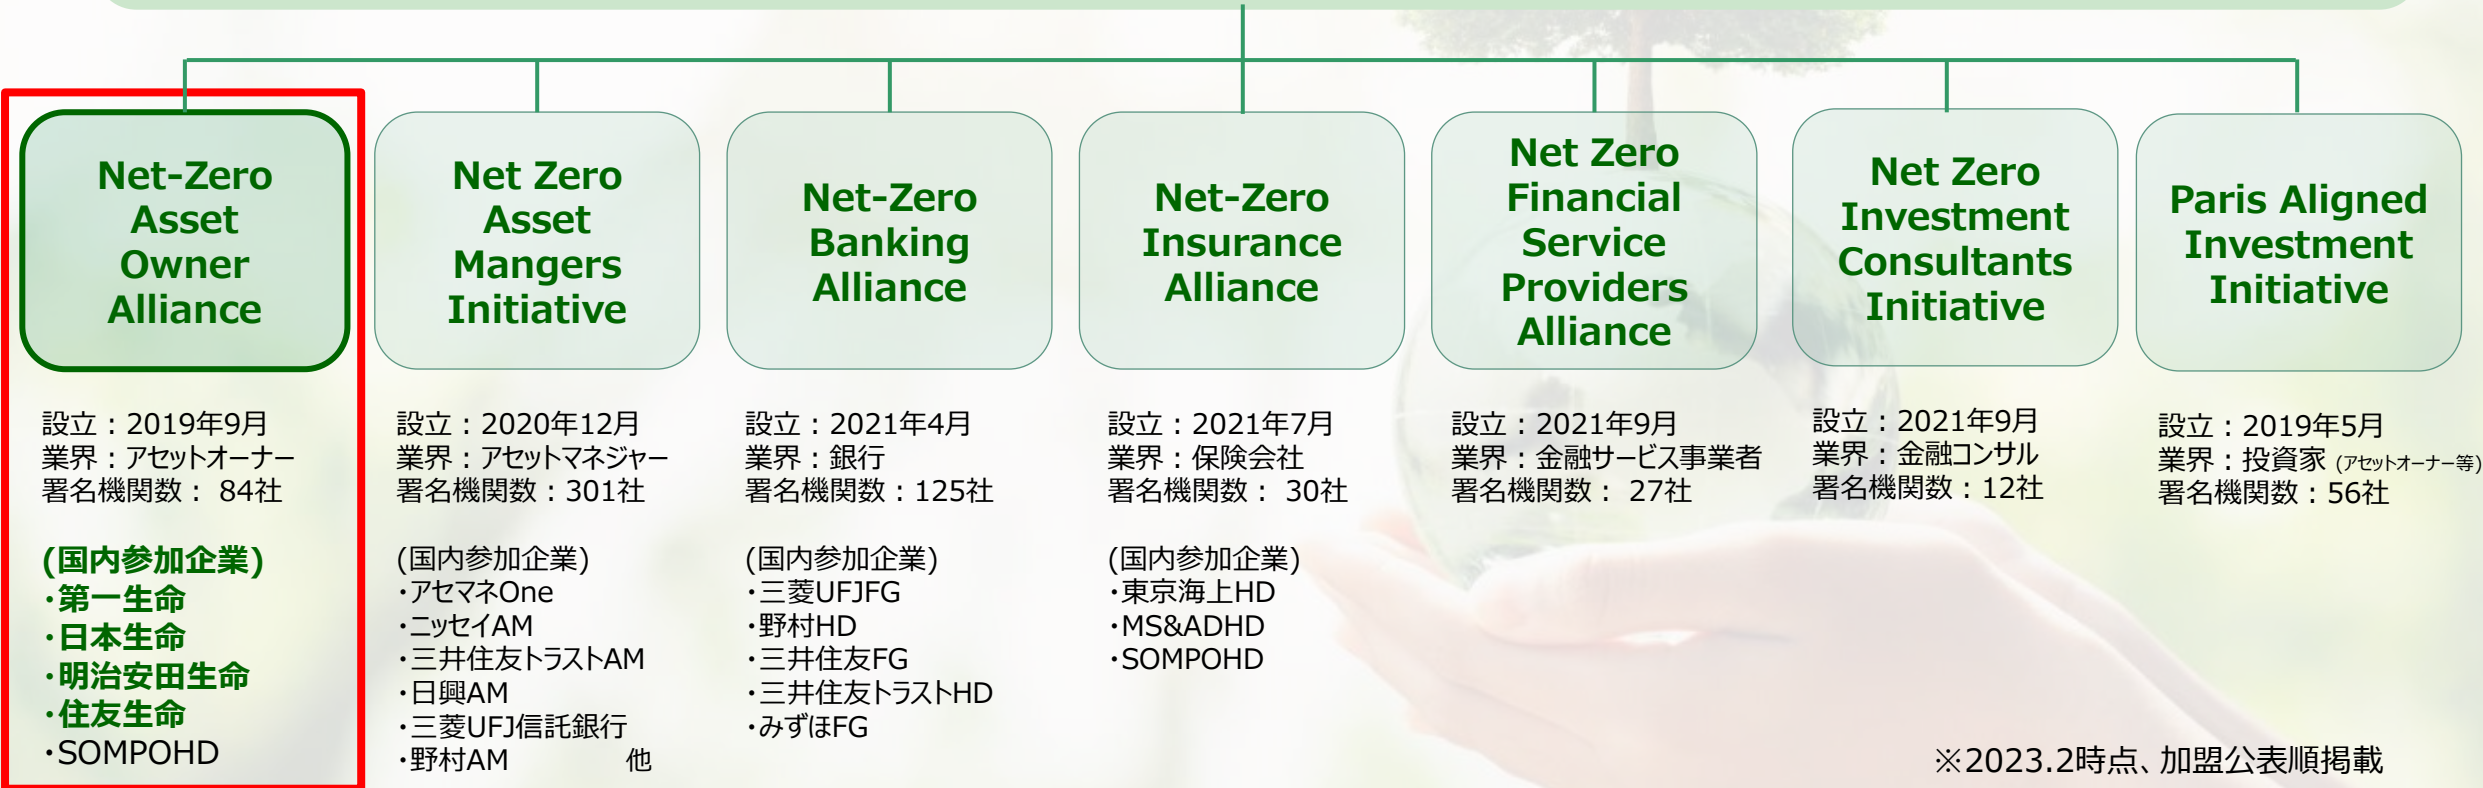 Net-Zero
Asset
Owner
Alliance
設立：2019年9月
業界：アセットオーナー
署名機関数： 84社
(国内参加企業)
・第一生命
・日本生命
・明治安田生命
・住友生命
・SOMPOHD
Net Zero
Asset
Mangers
Initiative
設立：2020年12月
業界：アセットマネジャー
署名機関数：301社
(国内参加企業)
・アセマネOne
・ニッセイAM
・三井住友トラストAM
・日興AM
・三菱UFJ信託銀行
・野村AM 他
Net-Zero
Banking
Alliance
設立：2021年4月
業界：銀行
署名機関数：125社
(国内参加企業)
・三菱UFJFG
・野村HD
・三井住友FG
・三井住友トラストHD
・みずほFG
Net-Zero
Insurance
Alliance
設立：2021年7月
業界：保険会社
署名機関数： 30社
(国内参加企業)
・東京海上HD
・MS&ADHD
・SOMPOHD
Net Zero
Financial
Service
Providers
Alliance
設立：2021年9月
業界：金融サービス事業者
署名機関数： 27社
Net Zero
Investment
Consultants
Initiative
設立：2021年9月
業界：金融コンサル
署名機関数：12社
Paris Aligned
Investment
Initiative
設立：2019年5月
業界：投資家 (アセットオーナー等)
署名機関数：56社
※2023.2時点、加盟公表順掲載